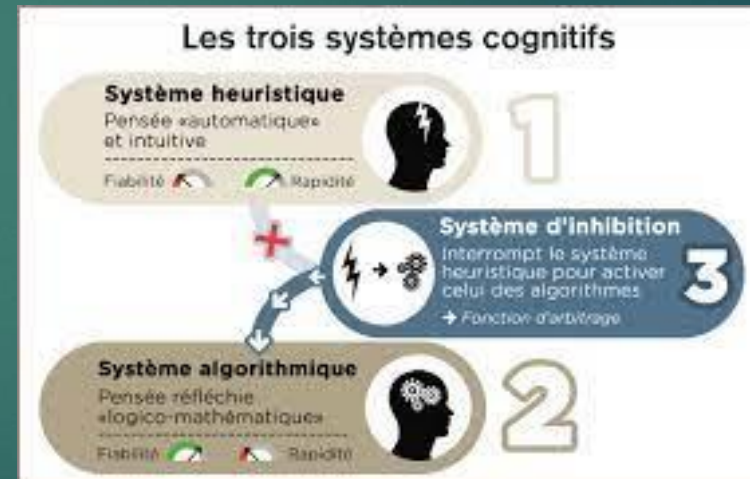 Les trois systèmes cognitifs
Système heuristique
Pensée «automatique»
et intuitive
Fiabilité Rapidité
1
Système d'inhibition
Interrompt le système
heuristique pour activer
celui des algorithmes
→ Fonction d'arbitrage
3
Système algorithmique
Pensée réfléchie
«logico-mathématique»
Fiabilité Rapidité
2